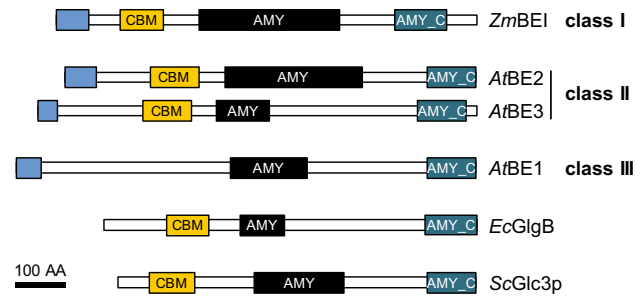 CBM AMY AMY_C ZmBEI class I
CBM AMY AMY_C AtBE2
class II
CBM AMY AMY_C AtBE3
AMY AMY_C AtBE1 class III
CBM AMY AMY_C EcGlgB
100 AA
CBM AMY AMY_C ScGlc3p